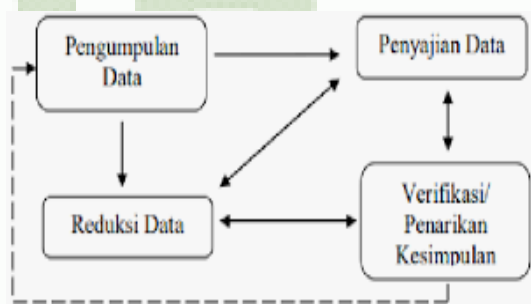 Pengumpulan
Data
Penyajian Data
Reduksi Data
Verifikasi/
Penarikan
Kesimpulan